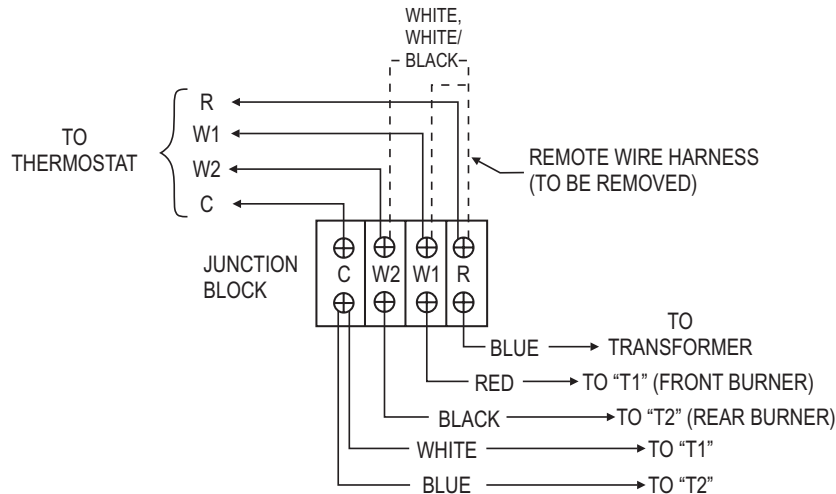 WHITE,
WHITE/
BLACK
R
W1
W2
C
TO
THERMOSTAT
REMOTE WIRE HARNESS
(TO BE REMOVED)
JUNCTION
BLOCK
C W2 W1 R
BLUE
TO
TRANSFORMER
RED TO “T1” (FRONT BURNER)
BLACK TO “T2” (REAR BURNER)
WHITE TO “T1”
BLUE TO “T2”